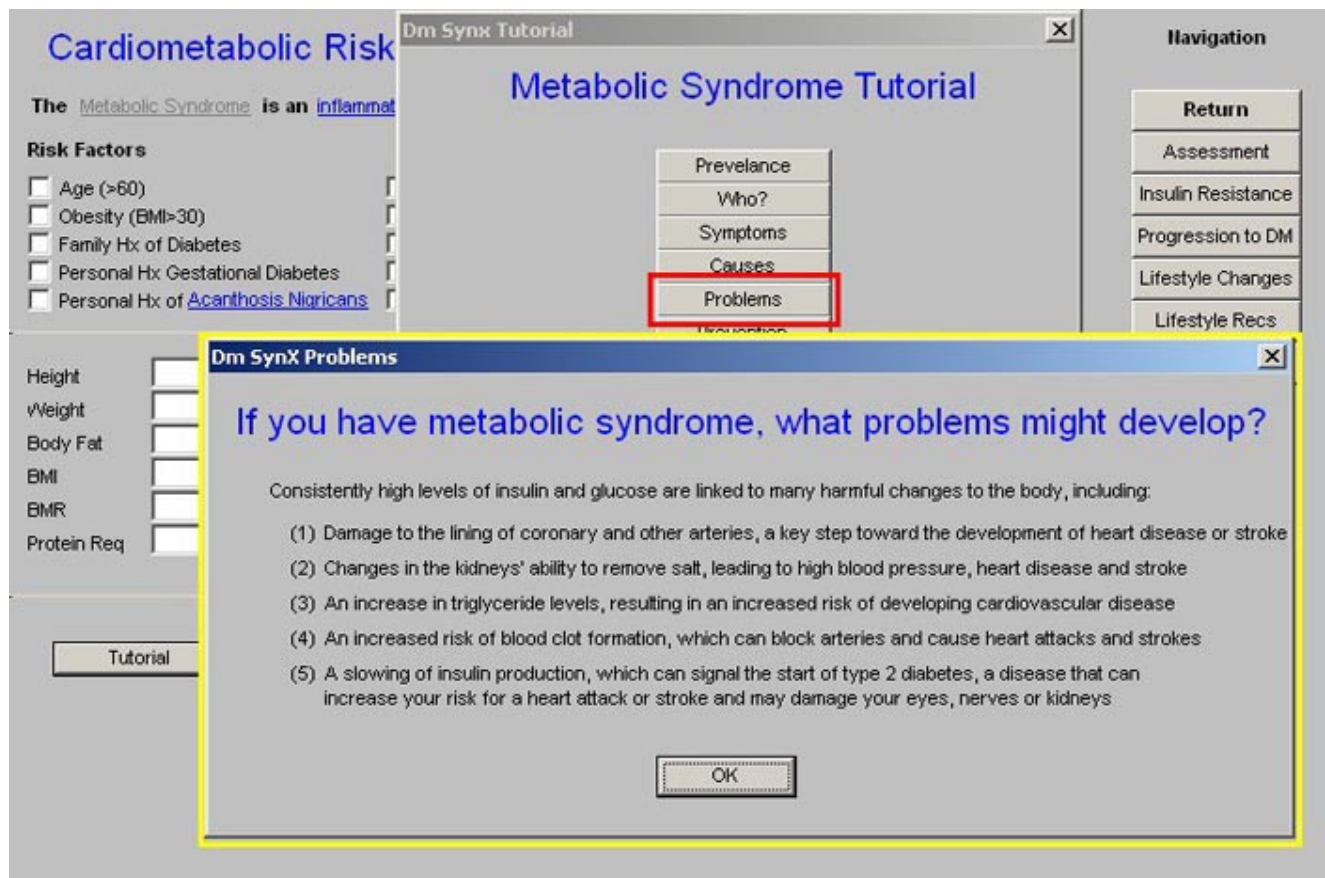 Cardiometabolic Risk
The Metabolic Syndrome is an
Risk Factors
Age (>60)
Obesity (BMI>30)
Family Hx of Diabetes
Personal Hx Gestational Diabetes
Personal Hx of Acanthosis Nigricans
Height
Weight
Body Fat
BMI
BMR
Protein Req
Tutorial
Dm Synx Tutorial
Metabolic Syndrome Tutorial
Prevelance
Who?
Symptoms
Causes
Problems
Prevention
Navigation
Return
Assessment
Insulin Resistance
Progression to DM
Lifestyle Changes
Lifestyle Recs
Dm SynX Problems
If you have metabolic syndrome, what problems might develop?
Consistently high levels of insulin and glucose are linked to many harmful changes to the body, including:
(1) Damage to the lining of coronary and other arteries, a key step toward the development of heart disease or stroke
(2) Changes in the kidneys' ability to remove salt, leading to high blood pressure, heart disease and stroke
(3) An increase in triglyceride levels, resulting in an increased risk of developing cardiovascular disease
(4) An increased risk of blood clot formation, which can block arteries and cause heart attacks and strokes
(5) A slowing of insulin production, which can signal the start of type 2 diabetes, a disease that can
increase your risk for a heart attack or stroke and may damage your eyes, nerves or kidneys
OK